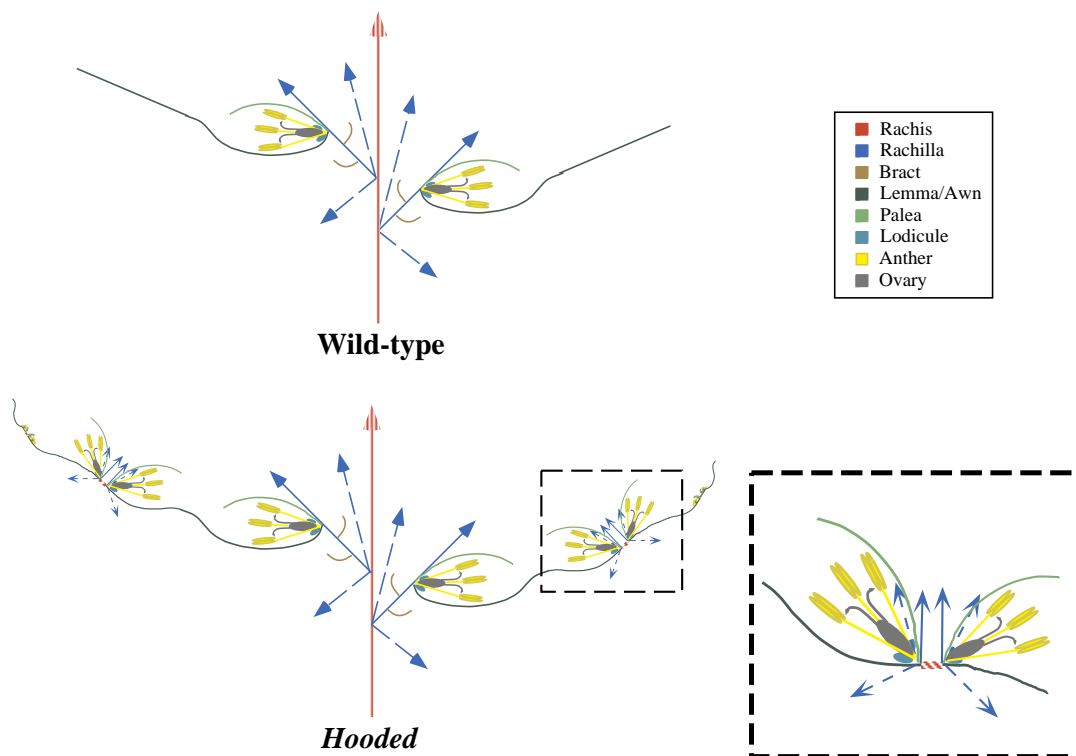 Rachis
Rachilla
Bract
Lemma/Awn
Palea
Lodicule
Anther
Ovary
Wild-type
Hooded